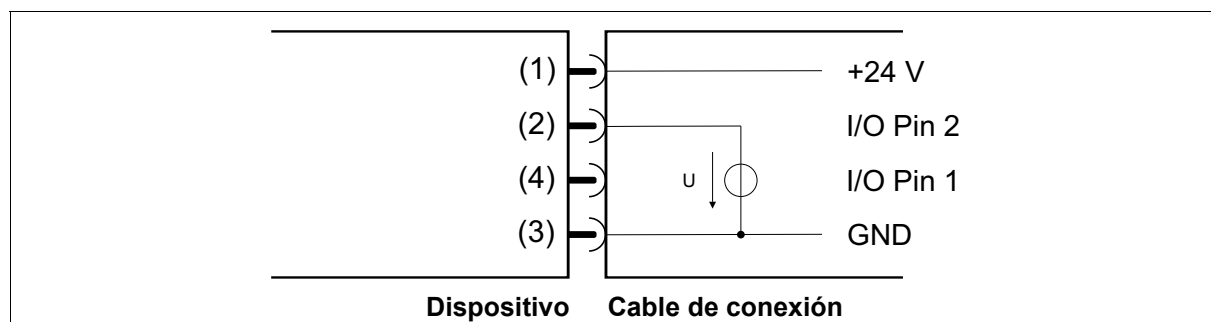 (1) +24 V
(2) I/O Pin 2
(4) U I/O Pin 1
(3) GND
Dispositivo Cable de conexión